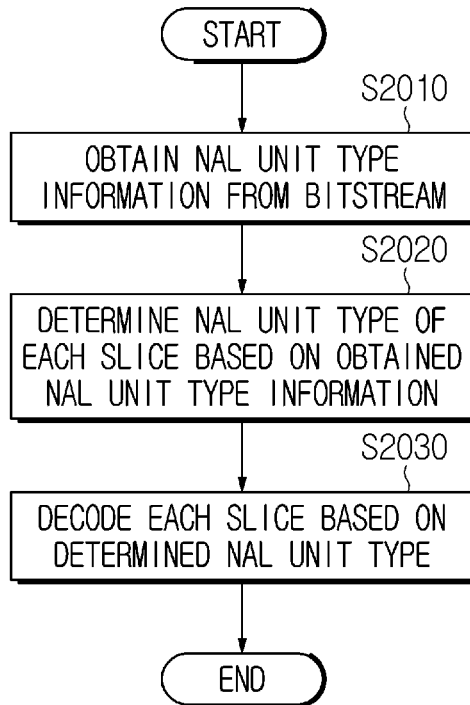 START
S2010
OBTAIN NAL UNIT TYPE
INFORMATION FROM BITSTREAM
S2020
DETERMINE NAL UNIT TYPE OF
EACH SLICE BASED ON OBTAINED
NAL UNIT TYPE INFORMATION
S2030
DECODE EACH SLICE BASED ON
DETERMINED NAL UNIT TYPE
END